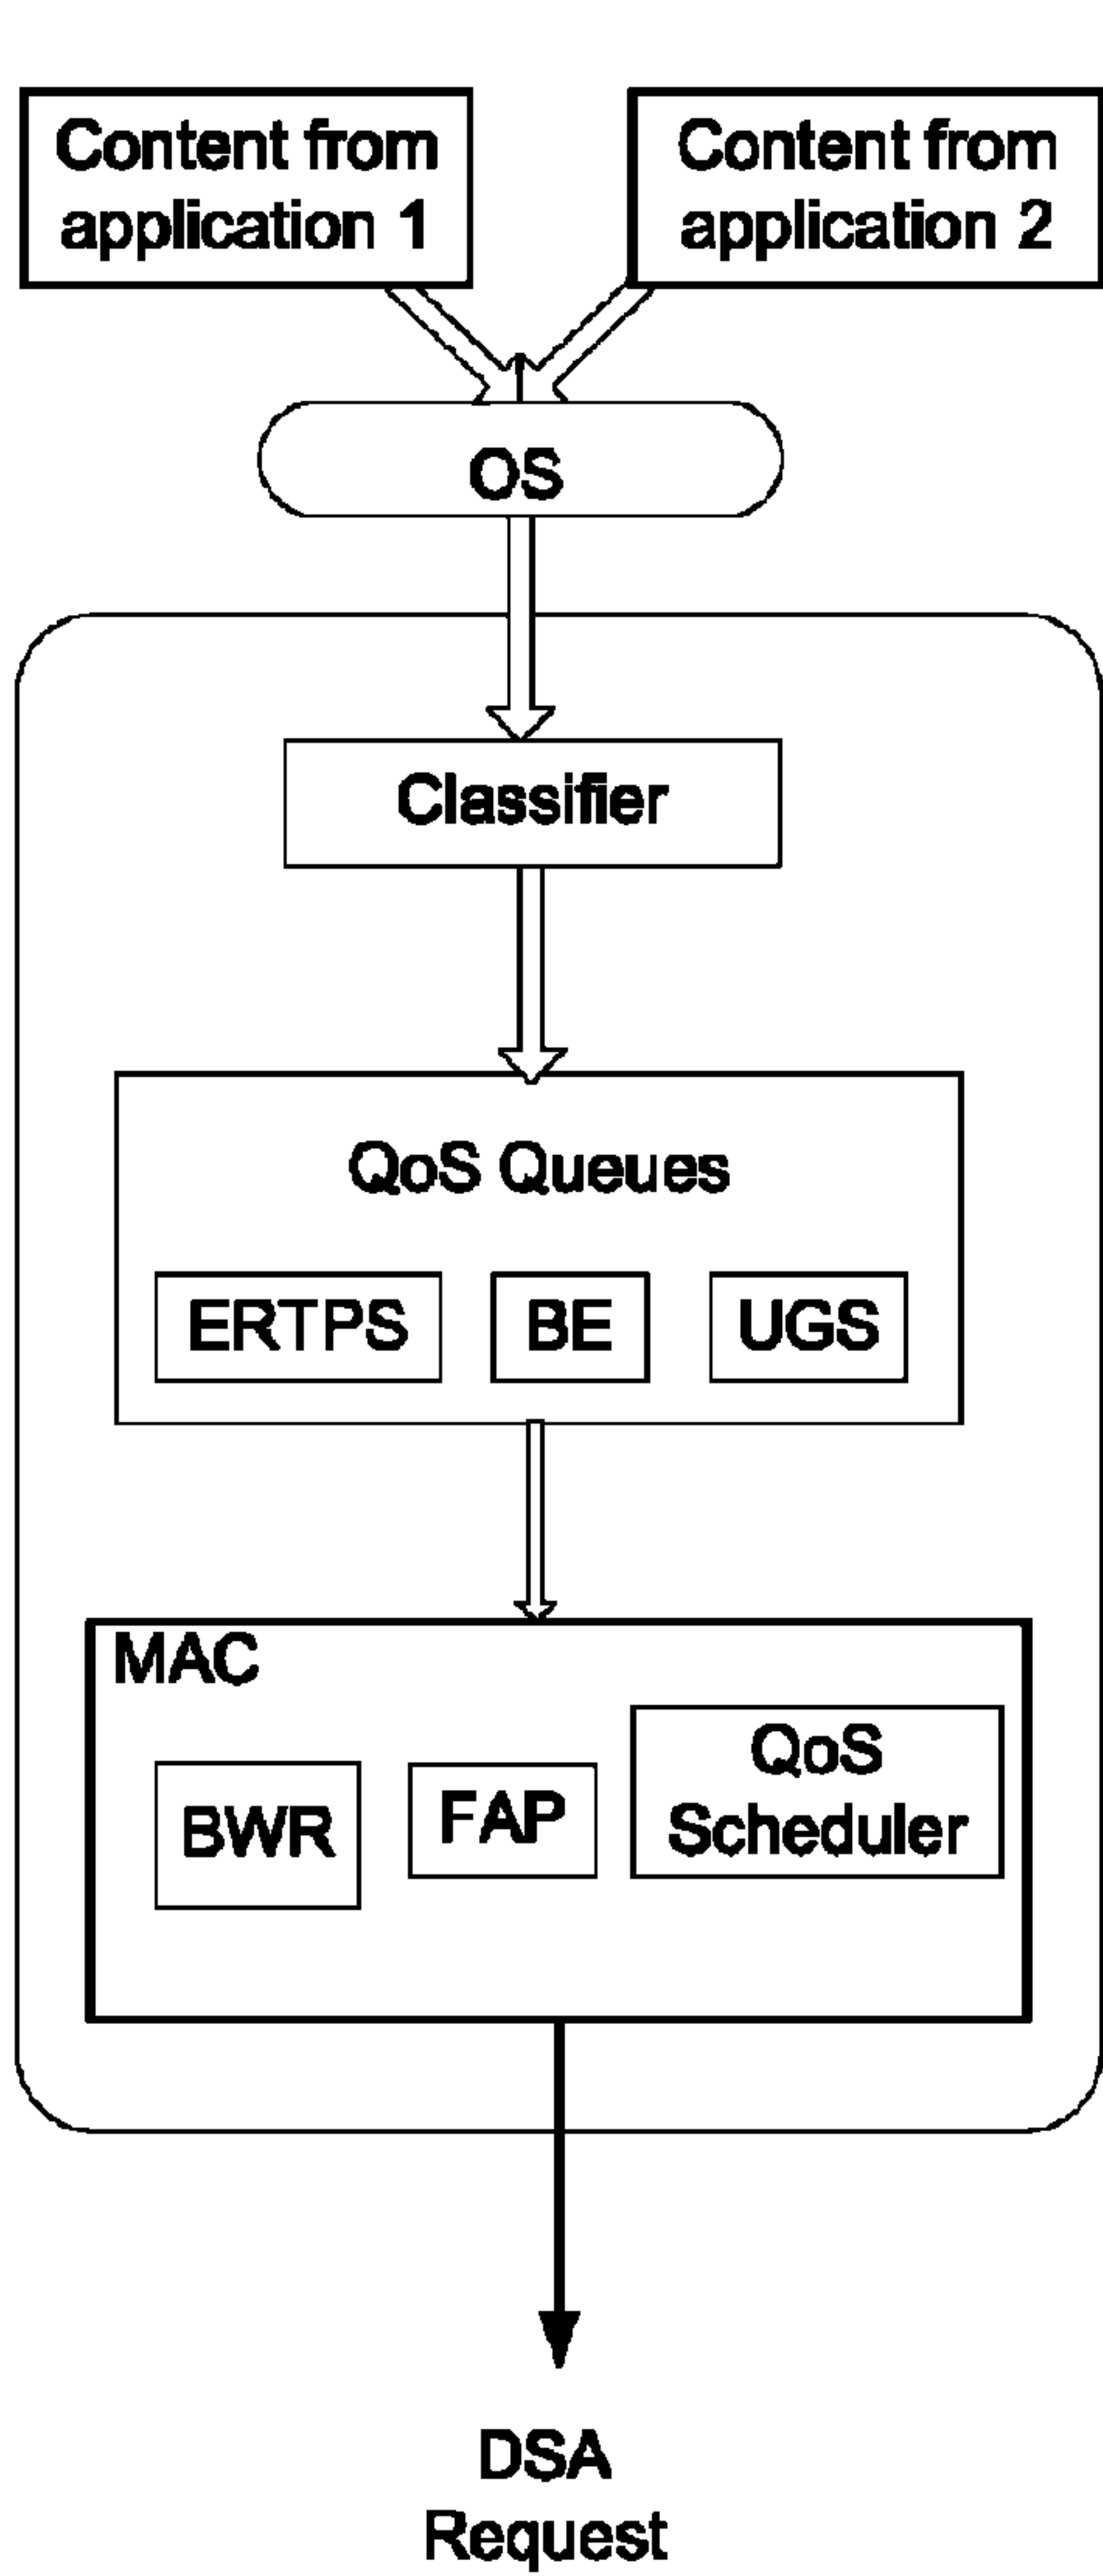 Content from
application 1
Content from
application 2
OS
Classifier
QoS Queues
ERTPS
BE
UGS
MAC
BWR
FAP
QoS
Scheduler
DSA
Request